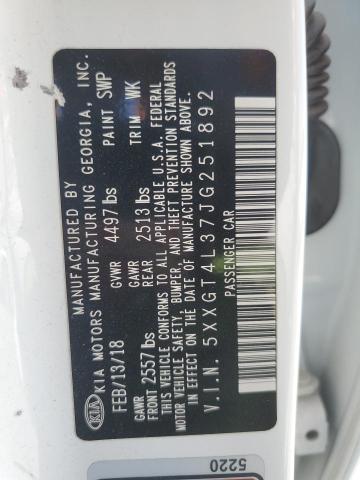 KIA
MANUFACTURED BY
KIA MOTORS MANUFACTURING GEORGIA, INC.
FEB/13/18 GVWR 4497 lbs PAINT SWP
GAWR FRONT 2557 lbs GAWR REAR 2513 lbs TRIM WK
THIS VEHICLE CONFORMS TO ALL APPLICABLE U.S.A. FEDERAL
MOTOR VEHICLE SAFETY, BUMPER, AND THEFT PREVENTION STANDARDS
IN EFFECT ON THE DATE OF MANUFACTURE SHOWN ABOVE.
V.I.N. 5XXGT4L37JG251892
PASSENGER CAR
5220